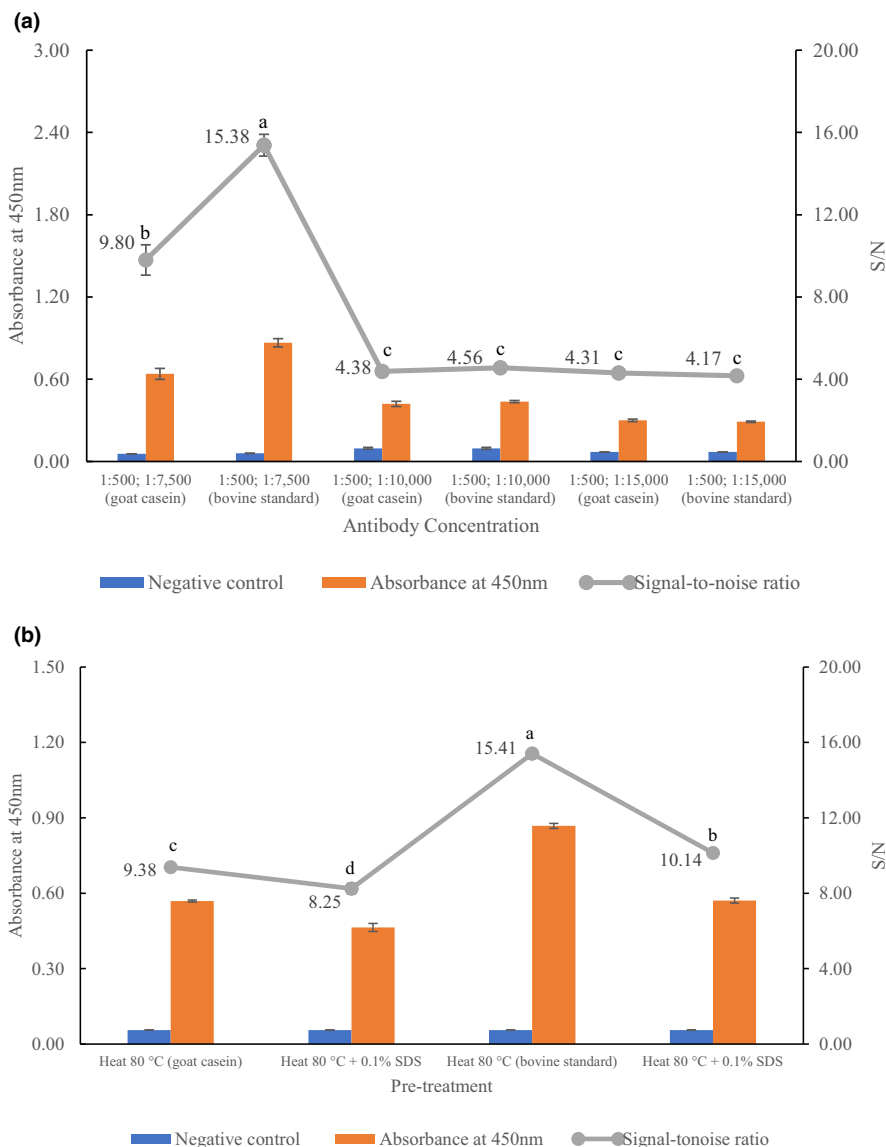 (a)
3.00
20.00
15.38
a
2.40
16.00
9.80
b
1.80
12.00
Absorbance at 450nm
S/N
1.20
8.00
4.38
c
4.56
c
4.31
c
4.17
c
0.60
4.00
0.00
0.00
1:500; 1:7,500
(goat casein)
1:500; 1:7,500
(bovine standard)
1:500; 1:10,000
(goat casein)
1:500; 1:10,000
(bovine standard)
1:500; 1:15,000
(goat casein)
1:500; 1:15,000
(bovine standard)
Antibody Concentration
Negative control
Absorbance at 450nm
Signal-to-noise ratio
(b)
1.50
20.00
15.41
a
1.20
16.00
0.90
12.00
Absorbance at 450nm
S/N
9.38
c
8.25
d
10.14
b
0.60
8.00
0.30
4.00
0.00
0.00
Heat 80 °C (goat casein)
Heat 80 °C + 0.1% SDS
Heat 80 °C (bovine standard)
Heat 80 °C + 0.1% SDS
Pre-treatment
Negative control
Absorbance at 450nm
Signal-tonoise ratio